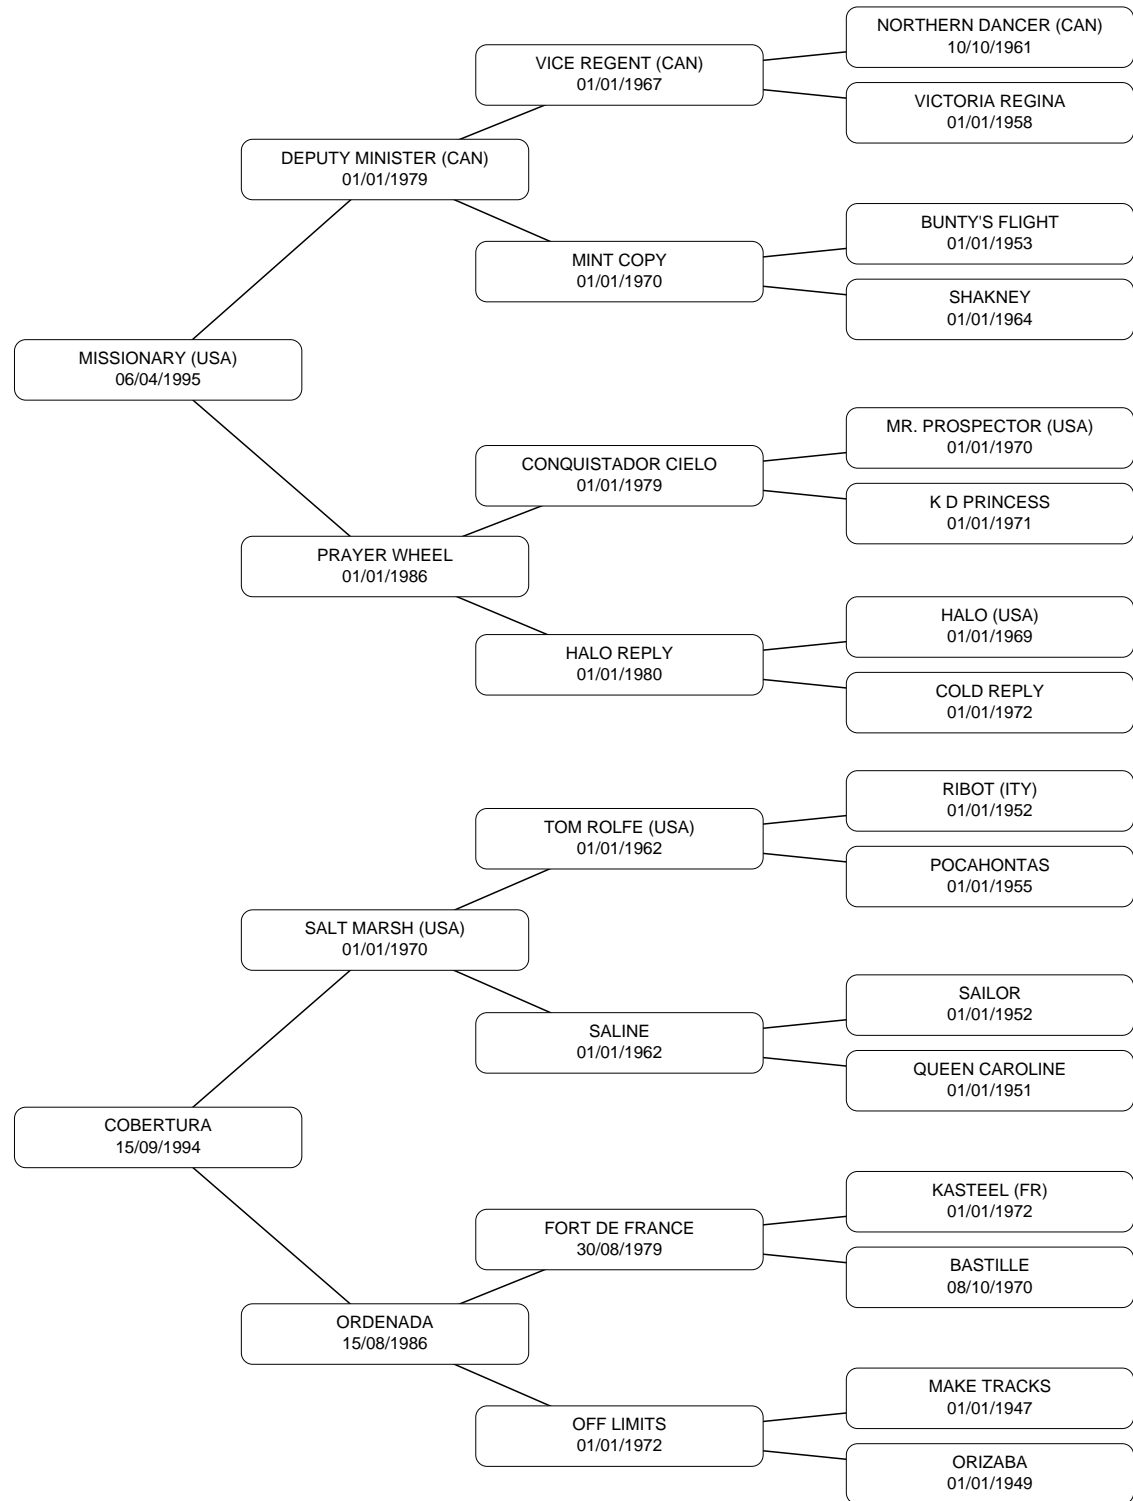 NORTHERN DANCER (CAN)
10/10/1961
VICE REGENT (CAN)
01/01/1967
VICTORIA REGINA
01/01/1958
DEPUTY MINISTER (CAN)
01/01/1979
BUNTY'S FLIGHT
01/01/1953
MINT COPY
01/01/1970
SHAKNEY
01/01/1964
MISSIONARY (USA)
06/04/1995
MR. PROSPECTOR (USA)
01/01/1970
CONQUISTADOR CIELO
01/01/1979
K D PRINCESS
01/01/1971
PRAYER WHEEL
01/01/1986
HALO (USA)
01/01/1969
HALO REPLY
01/01/1980
COLD REPLY
01/01/1972
RIBOT (ITY)
01/01/1952
TOM ROLFE (USA)
01/01/1962
POCAHONTAS
01/01/1955
SALT MARSH (USA)
01/01/1970
SAILOR
01/01/1952
SALINE
01/01/1962
QUEEN CAROLINE
01/01/1951
COBERTURA
15/09/1994
KASTEEL (FR)
01/01/1972
FORT DE FRANCE
30/08/1979
BASTILLE
08/10/1970
ORDENADA
15/08/1986
MAKE TRACKS
01/01/1947
OFF LIMITS
01/01/1972
ORIZABA
01/01/1949